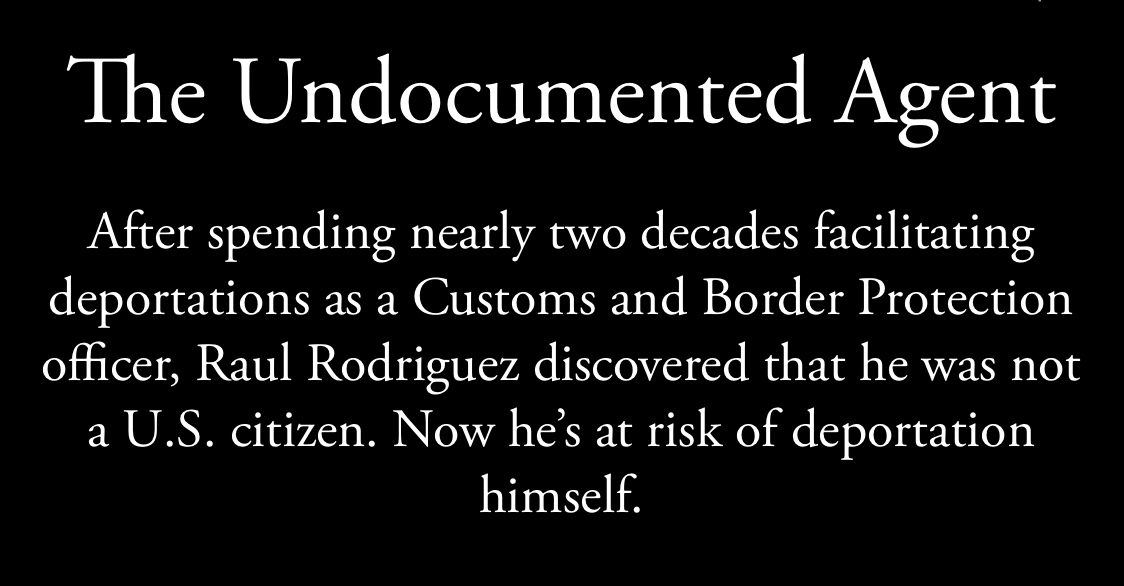 The Undocumented Agent
After spending nearly two decades facilitating
deportations as a Customs and Border Protection
officer, Raul Rodriguez discovered that he was not
a U.S. citizen. Now he’s at risk of deportation
himself.